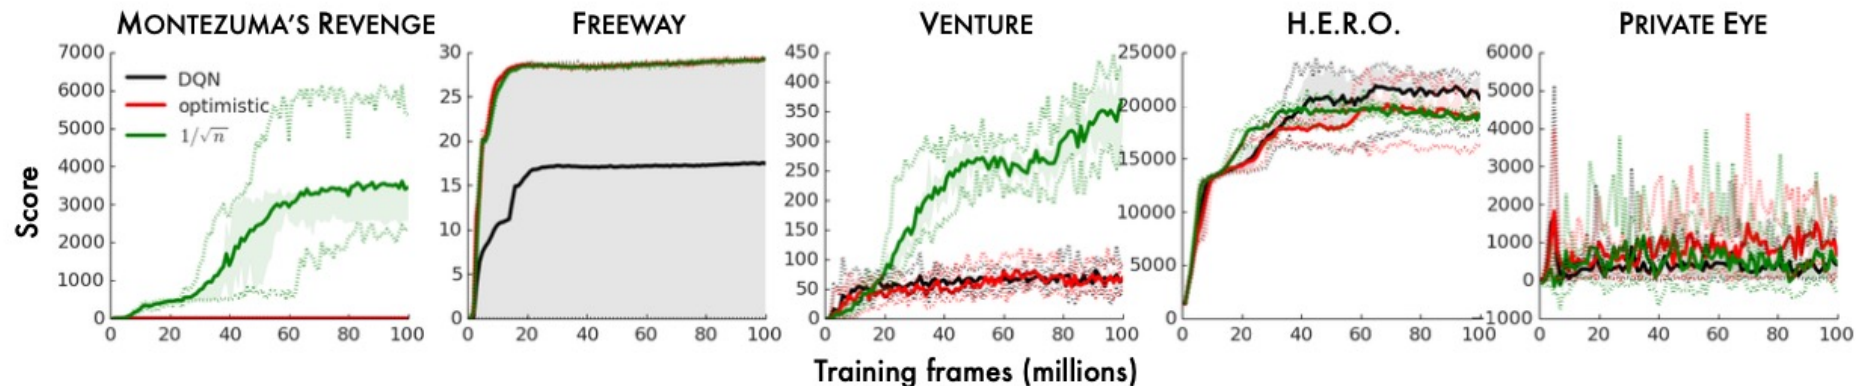 MONTEZUMA'S REVENGE
FREEWAY
VENTURE
H.E.R.O.
PRIVATE EYE
Score
7000
6000
5000
4000
3000
2000
1000
0
DQN
optimistic
1/√n
0 20 40 60 80 100
30
25
20
15
10
5
0
0 20 40 60 80 100
450
400
350
300
250
200
150
100
50
0
0 20 40 60 80 100
25000
20000
15000
10000
5000
0
0 20 40 60 80 100
6000
5000
4000
3000
2000
1000
0
−1000
0 20 40 60 80 100
Training frames (millions)